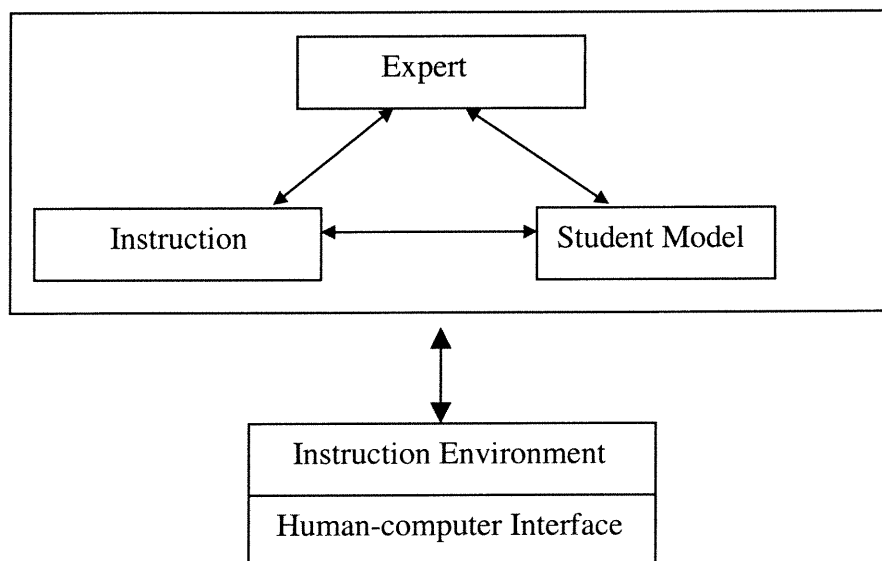 Expert
Instruction
Student Model
Instruction Environment
Human-computer Interface